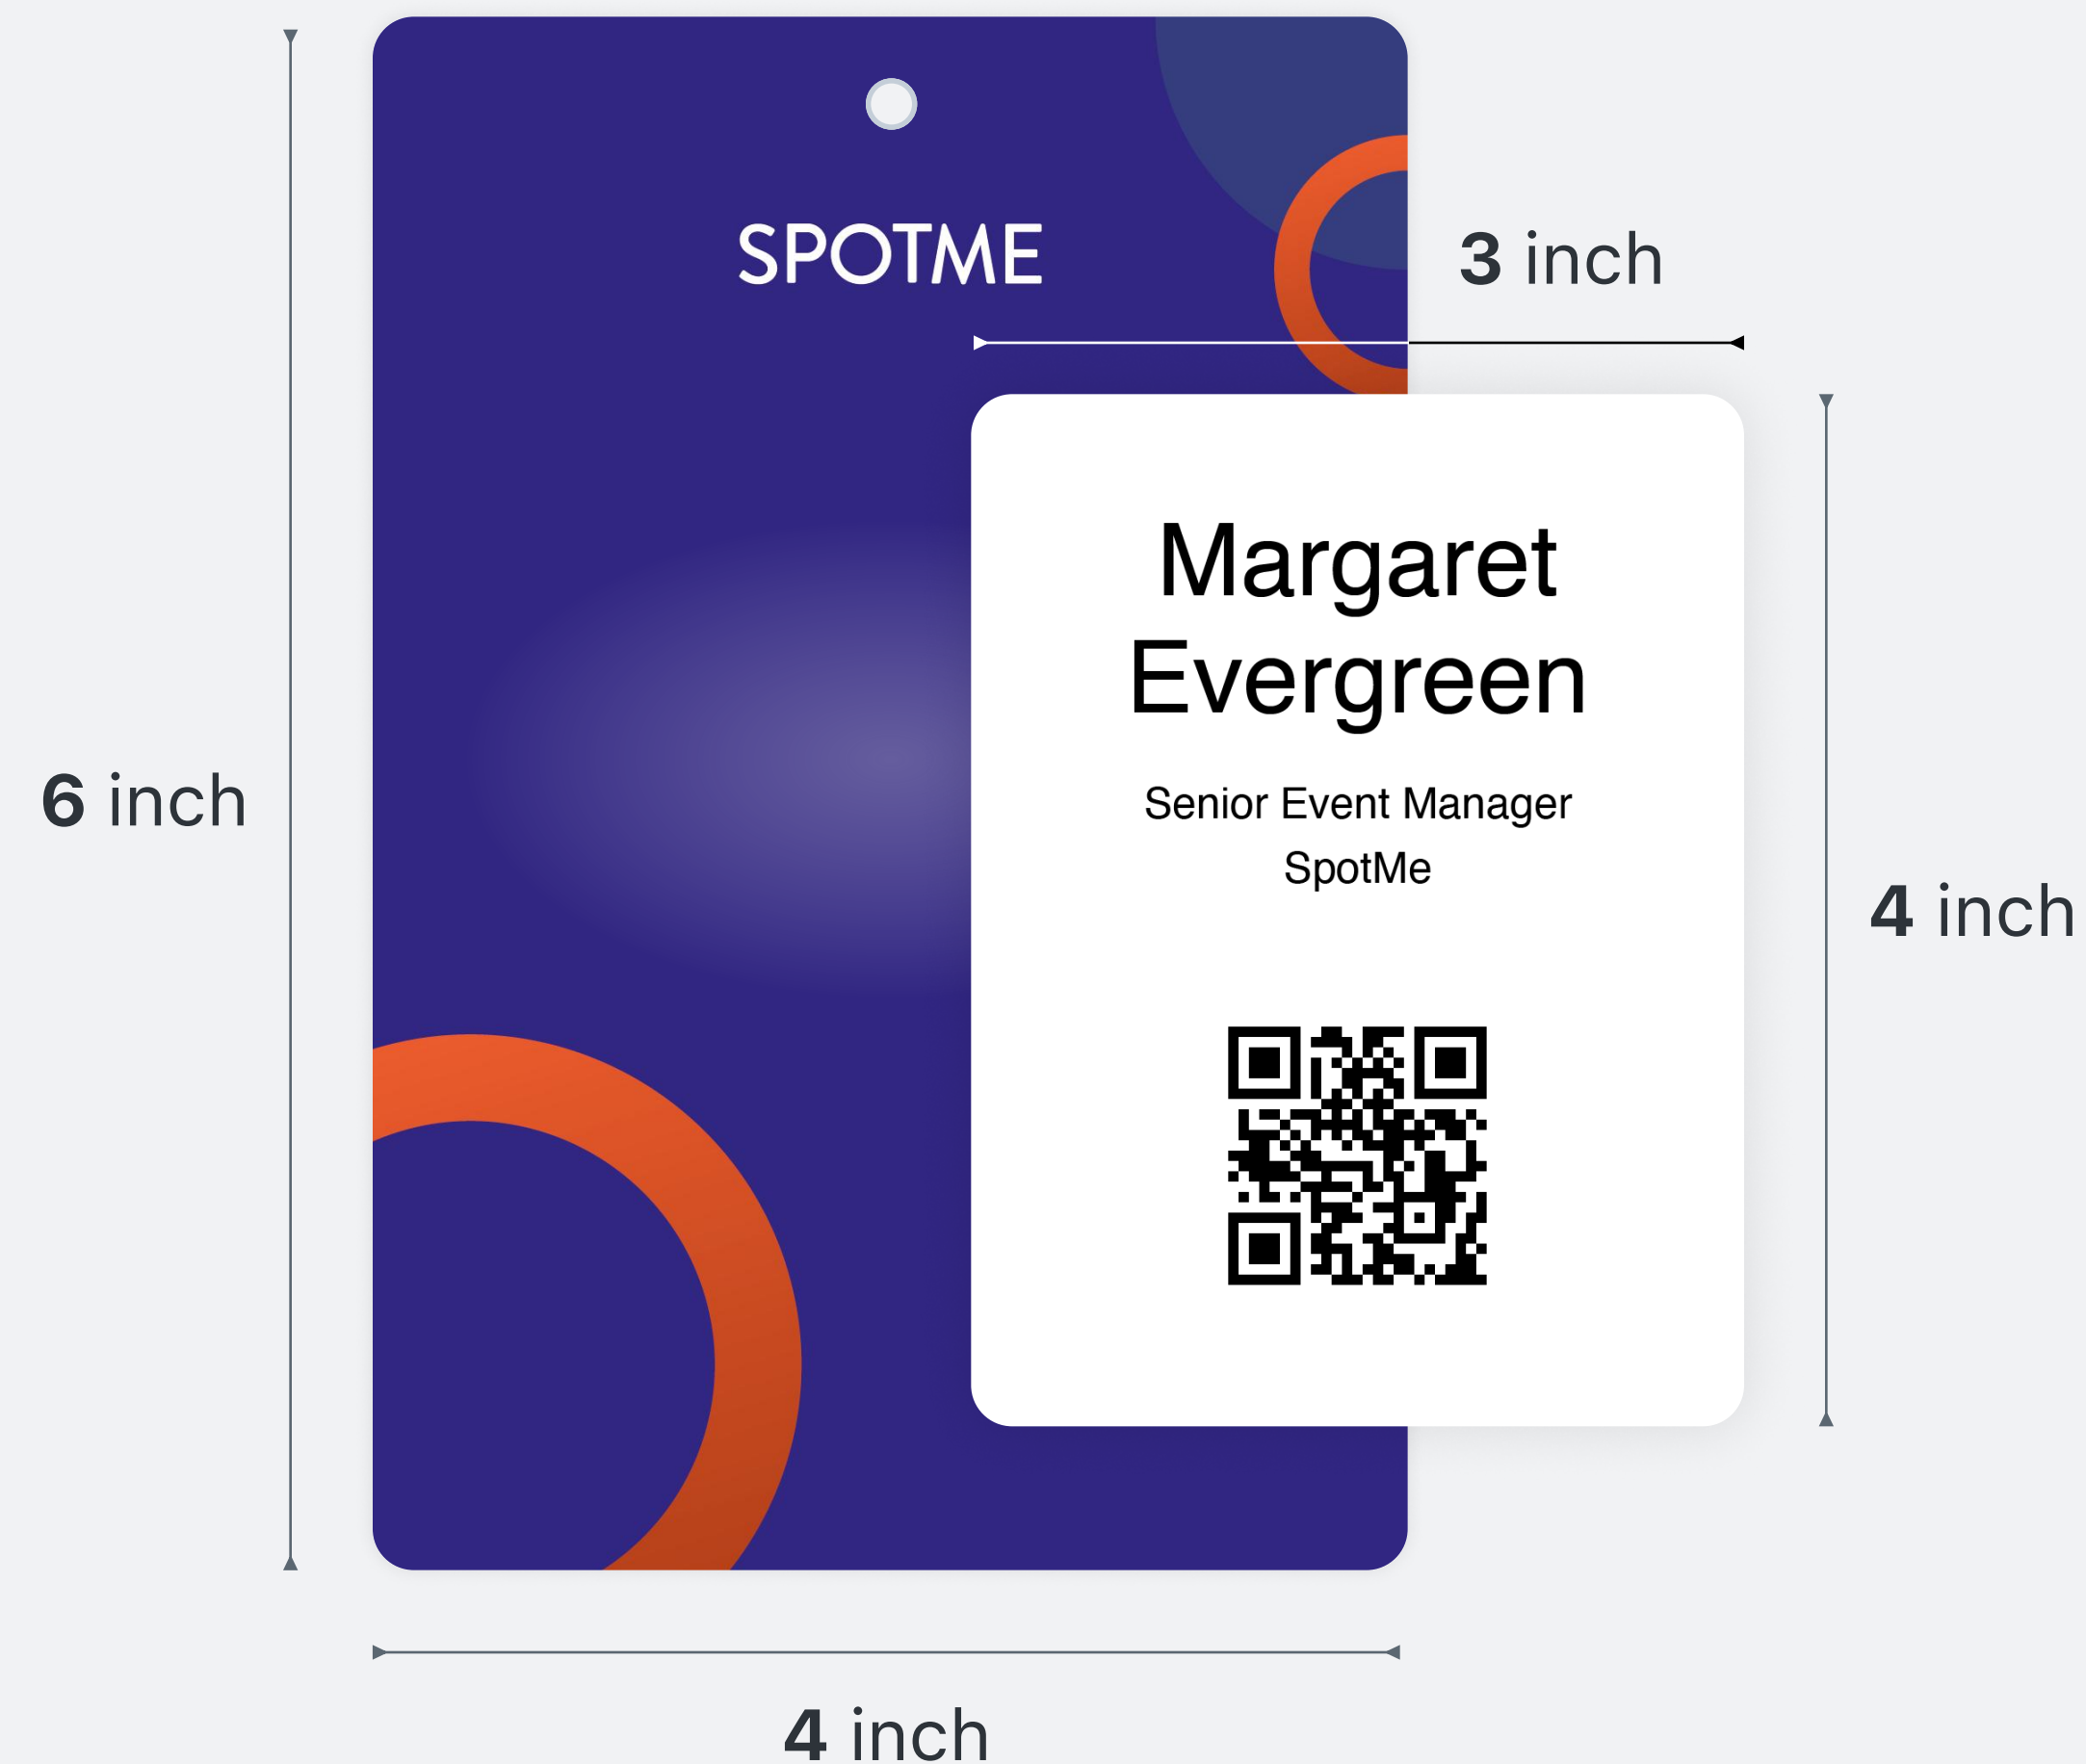 SPOTME
3 inch
Margaret
Evergreen
Senior Event Manager
SpotMe
6 inch
4 inch
4 inch